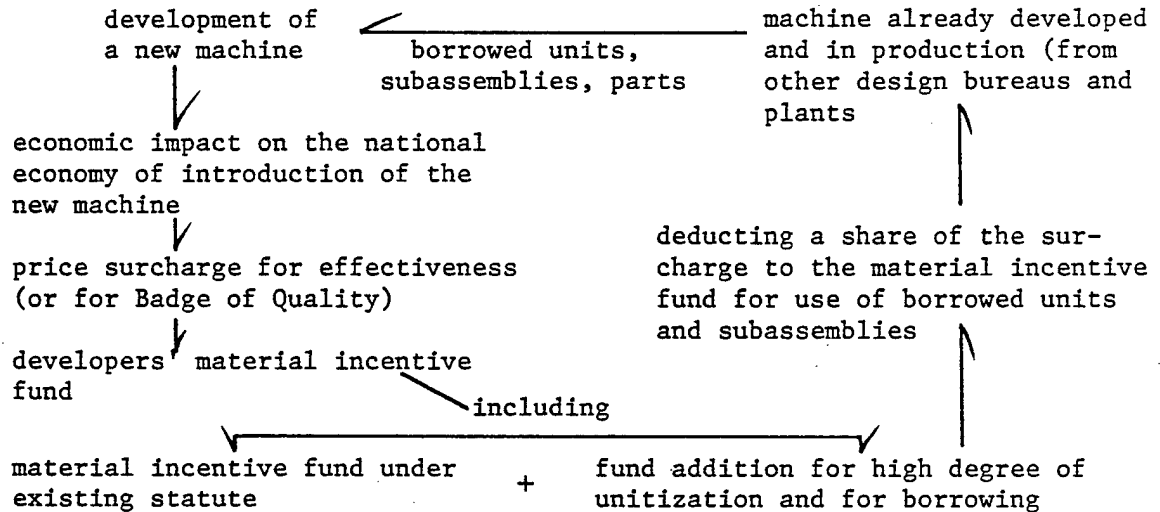 development of
a new machine
borrowed units,
subassemblies, parts
machine already developed
and in production (from
other design bureaus and
plants
economic impact on the national
economy of introduction of the
new machine
price surcharge for effectiveness
(or for Badge of Quality)
deducting a share of the sur-
charge to the material incentive
fund for use of borrowed units
and subassemblies
developers' material incentive
fund
including
material incentive fund under
existing statute
+
fund addition for high degree of
unitization and for borrowing